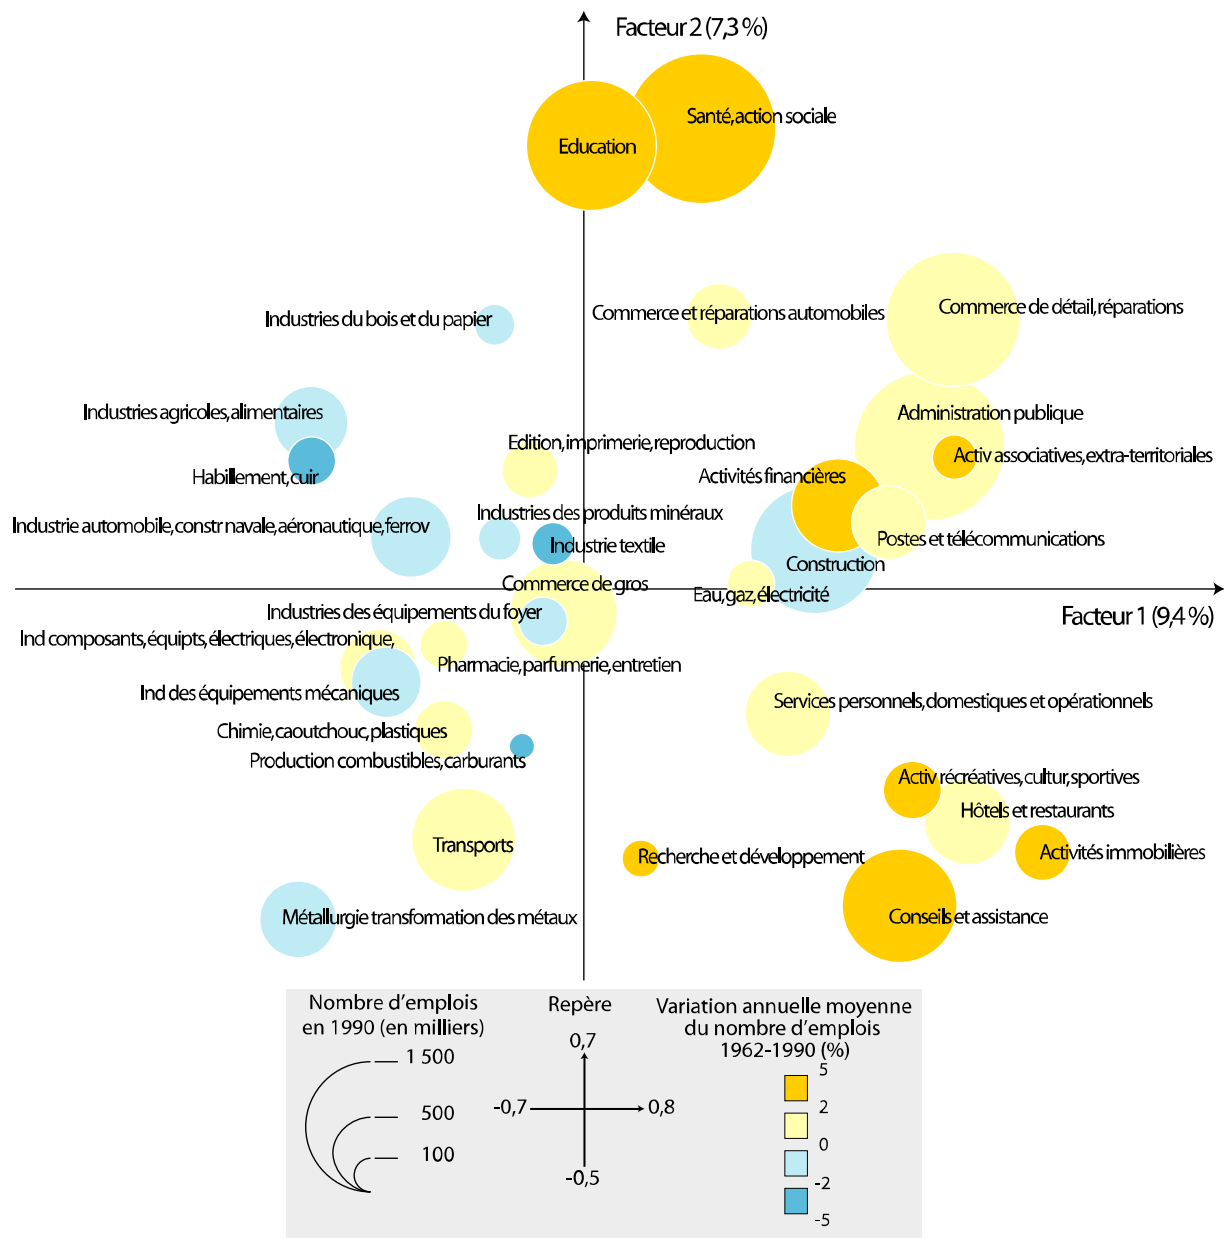 Facteur 2 (7,3 %)
Santé, action sociale
Education
Industries du bois et du papier
Commerce et réparations automobiles
Commerce de détail, réparations
Industries agricoles, alimentaires
Administration publique
Edition, imprimerie, reproduction
Activ associatives, extra-territoriales
Habillement, cuir
Activités financières
Industries des produits minéraux
Industrie automobile, constr navale, aéronautique, ferrov
Industrie textile
Postes et télécommunications
Construction
Commerce de gros
Eau, gaz, électricité
Industries des équipements du foyer
Facteur 1 (9,4 %)
Ind composants, équipts, électriques, électronique,
Pharmacie, parfumerie, entretien
Ind des équipements mécaniques
Services personnels, domestiques et opérationnels
Chimie, caoutchouc, plastiques
Production combustibles, carburants
Activ récréatives, cultur, sportives
Hôtels et restaurants
Transports
Recherche et développement
Activités immobilières
Métallurgie transformation des métaux
Conseils et assistance
Nombre d'emplois
en 1990 (en milliers)
1 500
500
100
Repère
0,7
-0,7
0,8
-0,5
Variation annuelle moyenne
du nombre d'emplois
1962-1990 (%)
5
2
0
-2
-5